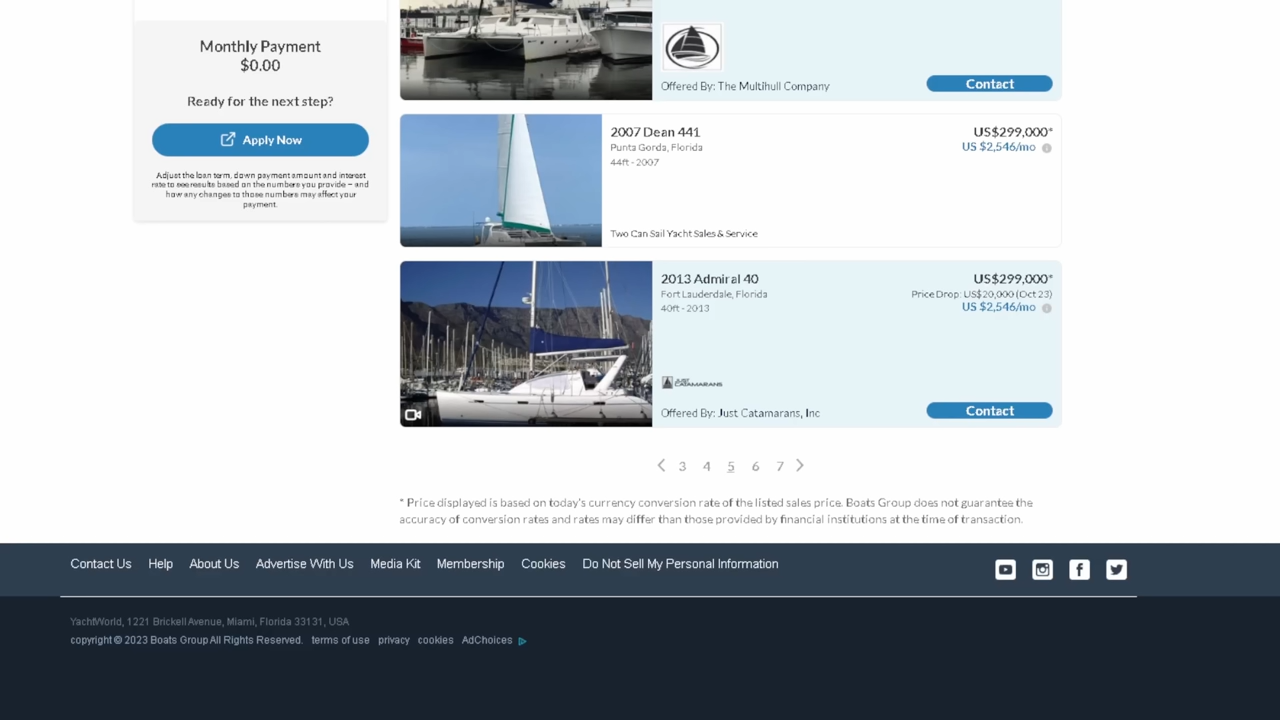 Monthly Payment
$0.00
Ready for the next step?
Apply Now
Adjust the loan term, down payment amount and interest
rate to see results based on the numbers you provide – and
how any changes to those numbers may affect your
payment.
Offered By: The Multihull Company
Contact
2007 Dean 441
US$299,000*
Punta Gorda, Florida
US $2,546/mo
44ft - 2007
Two Can Sail Yacht Sales & Service
2013 Admiral 40
US$299,000*
Fort Lauderdale, Florida
Price Drop: US$20,000 (Oct 23)
40ft - 2013
US $2,546/mo
JUST
CATAMARANS
Offered By: Just Catamarans, Inc
Contact
3 4 5 6 7
* Price displayed is based on today's currency conversion rate of the listed sales price. Boats Group does not guarantee the
accuracy of conversion rates and rates may differ than those provided by financial institutions at the time of transaction.
Contact Us Help About Us Advertise With Us Media Kit Membership Cookies Do Not Sell My Personal Information
YachtWorld, 1221 Brickell Avenue, Miami, Florida 33131, USA
copyright © 2023 Boats Group All Rights Reserved. terms of use privacy cookies AdChoices